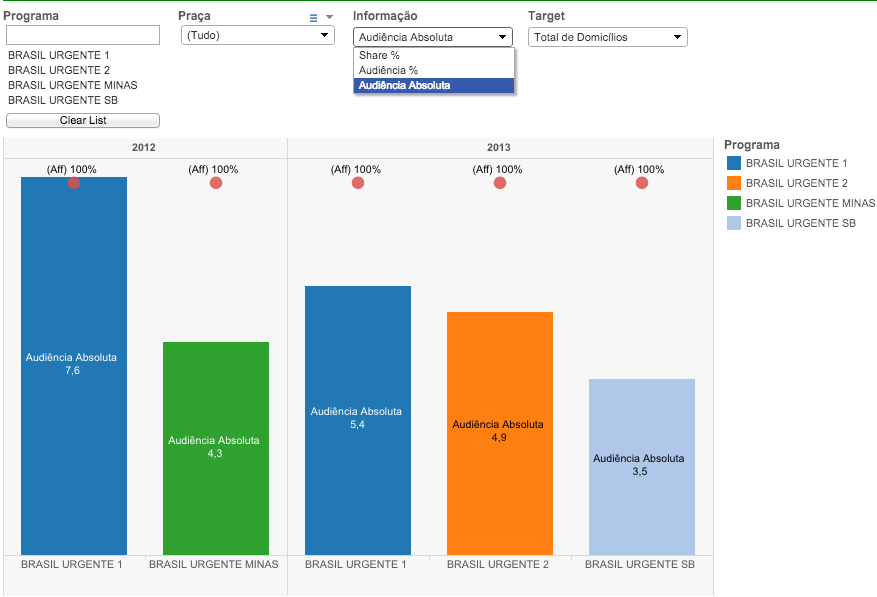 Programa
Praça
Informação
Target
(Tudo)
Audiência Absoluta
Total de Domicílios
BRASIL URGENTE 1
BRASIL URGENTE 2
BRASIL URGENTE MINAS
BRASIL URGENTE SB
Clear List
Share %
Audiência %
Audiência Absoluta
2012
2013
(Aff) 100%
(Aff) 100%
(Aff) 100%
(Aff) 100%
(Aff) 100%
Audiência Absoluta
7,6
Audiência Absoluta
4,3
Audiência Absoluta
5,4
Audiência Absoluta
4,9
Audiência Absoluta
3,5
BRASIL URGENTE 1
BRASIL URGENTE MINAS
BRASIL URGENTE 1
BRASIL URGENTE 2
BRASIL URGENTE SB
Programa
BRASIL URGENTE 1
BRASIL URGENTE 2
BRASIL URGENTE MINAS
BRASIL URGENTE SB